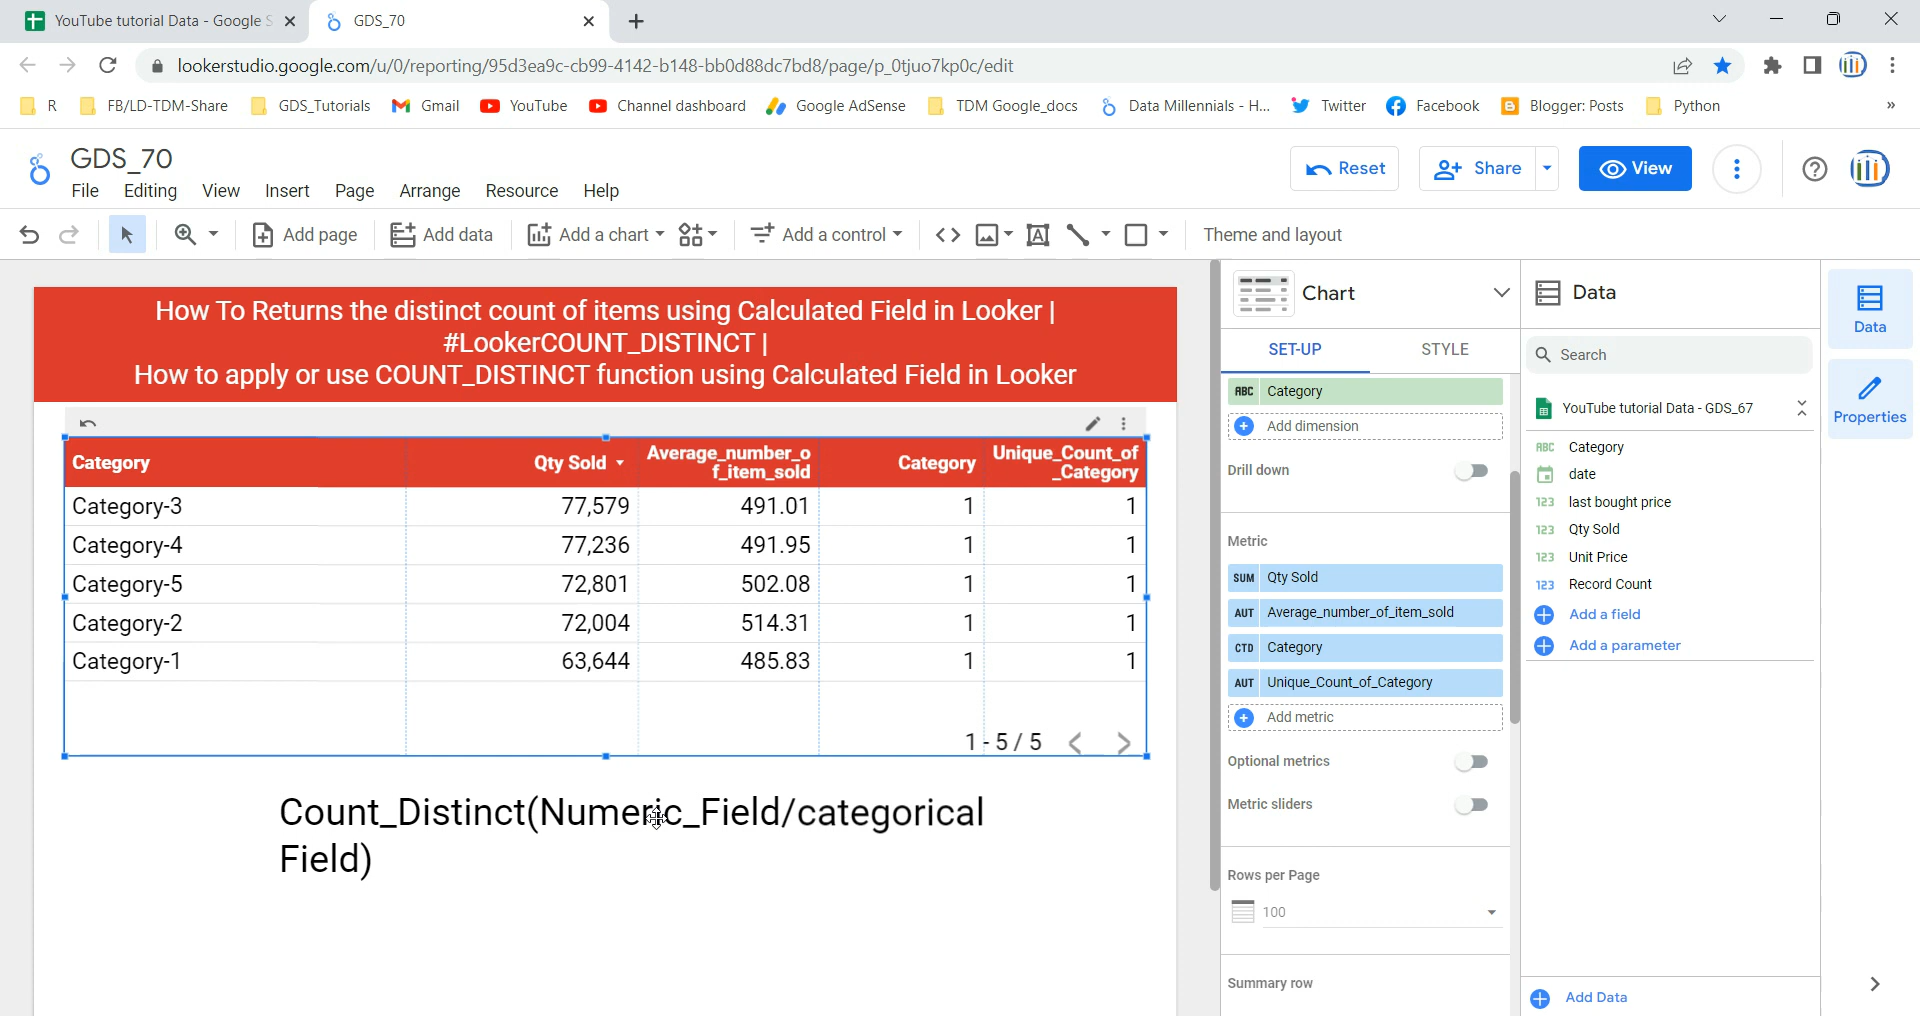 YouTube tutorial Data - Google S
GDS_70
lookerstudio.google.com/u/0/reporting/95d3ea9c-cb99-4142-b148-bb0d88dc7bd8/page/p_0tjuo7kp0c/edit
R FB/LD-TDM-Share GDS_Tutorials Gmail YouTube Channel dashboard Google AdSense TDM Google_docs Data Millennials - H... Twitter Facebook Blogger: Posts Python »
GDS_70
File Editing View Insert Page Arrange Resource Help
Reset Share View
Add page Add data Add a chart Add a control Theme and layout
How To Returns the distinct count of items using Calculated Field in Looker |
#LookerCOUNT_DISTINCT |
How to apply or use COUNT_DISTINCT function using Calculated Field in Looker
Category Qty Sold Average_number_o
f_item_sold Category Unique_Count_of
_Category
Category-3 77,579 491.01 1 1
Category-4 77,236 491.95 1 1
Category-5 72,801 502.08 1 1
Category-2 72,004 514.31 1 1
Category-1 63,644 485.83 1 1
1 - 5 / 5
Count_Distinct(Numeric_Field/categorical
Field)
Chart
SET-UP STYLE
ABC Category
Add dimension
Drill down
Metric
SUM Qty Sold
AUT Average_number_of_item_sold
CTD Category
AUT Unique_Count_of_Category
Add metric
Optional metrics
Metric sliders
Rows per Page
100
Summary row
Data
Search
YouTube tutorial Data - GDS_67
ABC Category
date
123 last bought price
123 Qty Sold
123 Unit Price
123 Record Count
Add a field
Add a parameter
Add Data
Data
Properties